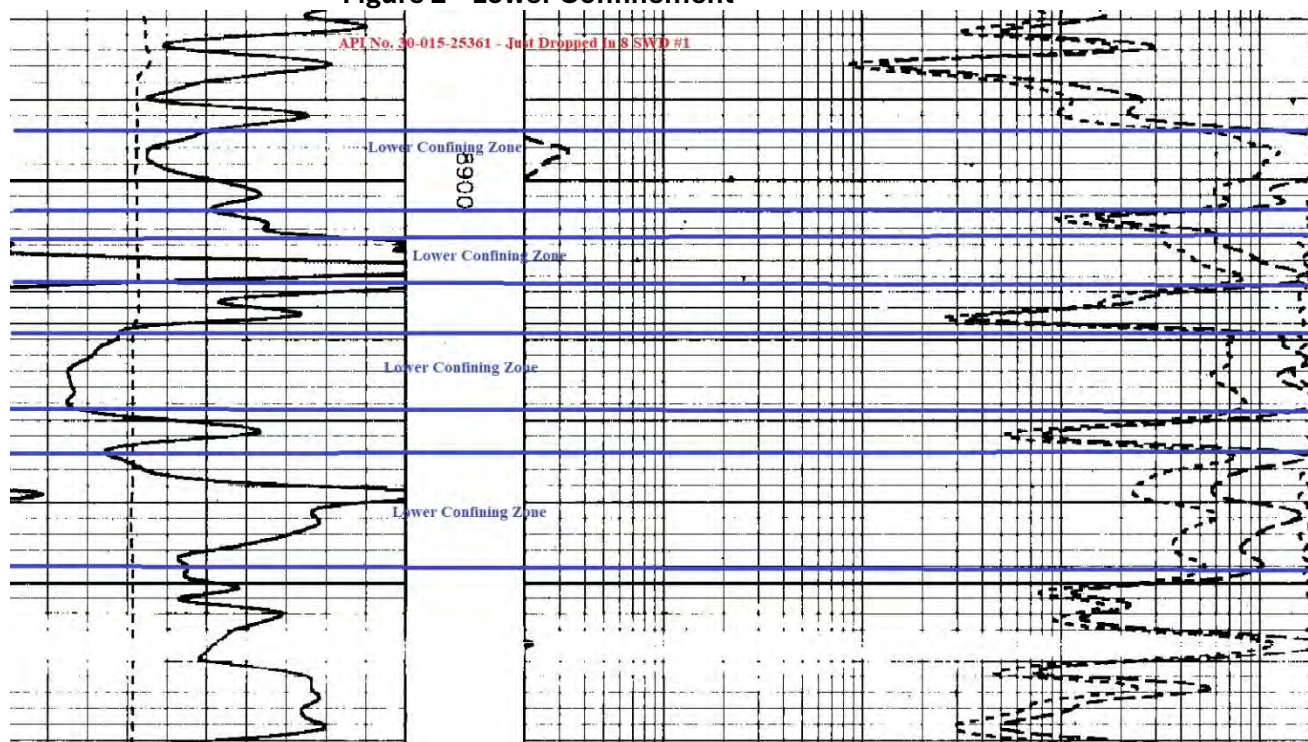 Figure 2 – Lower Confinement
API No. 30-015-25361 - Just Dropped In 8 SWD #1
Lower Confining Zone
8900
Lower Confining Zone
Lower Confining Zone
Lower Confining Zone